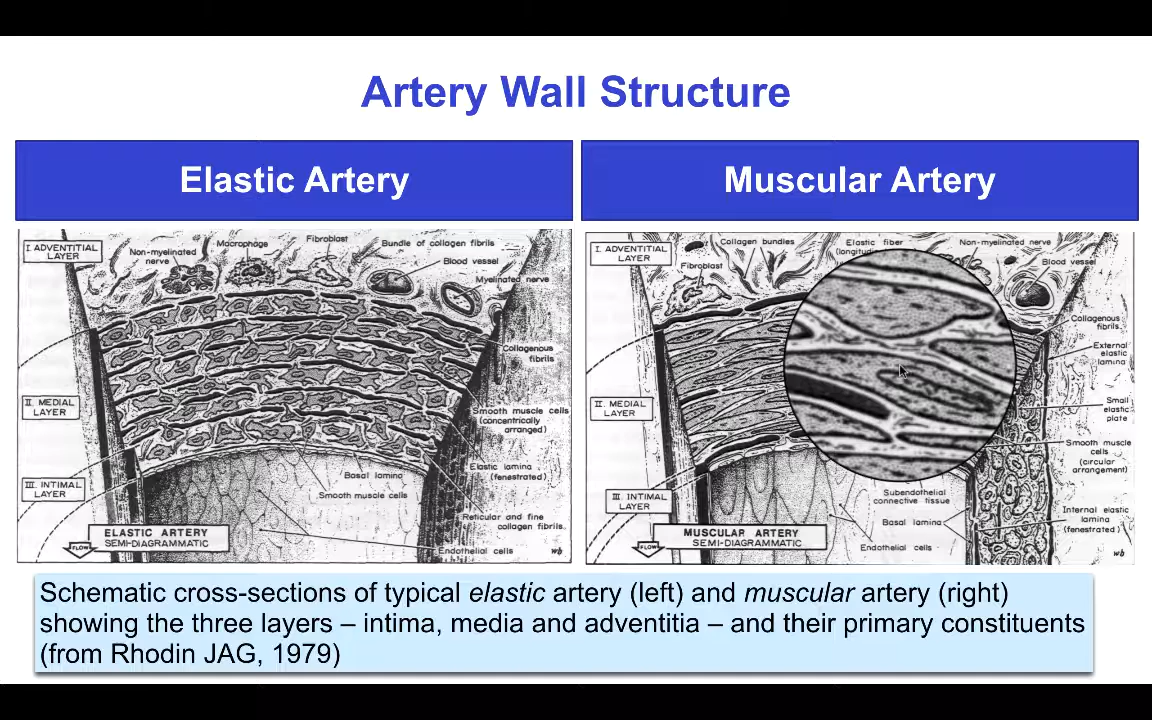 Artery Wall Structure
Elastic Artery
Muscular Artery
I. ADVENTITIAL
LAYER
Non-myelinated
nerve
Macrophage
Fibroblast
Bundle of collagen fibrils
Blood vessel
Myelinated nerve
Collagenous
fibrils
II. MEDIAL
LAYER
Smooth muscle cells
(concentrically
arranged)
Elastic lamina
(fenestrated)
Basal lamina
Smooth muscle cells
III. INTIMAL
LAYER
Reticular and fine
collagen fibrils.
ELASTIC ARTERY
SEMI-DIAGRAMMATIC
FLOW
Endothelial cells
wb
I. ADVENTITIAL
LAYER
Collagen bundles
Fibroblast
Elastic fiber
Non-myelinated nerve
Blood vessel
Collagenous
fibrils
External
elastic
lamina
II. MEDIAL
LAYER
Small
elastic
plate
Smooth muscle
cells
(circular
arrangement)
III. INTIMAL
LAYER
Subendothelial
connective tissue
Basal lamina
Internal elastic
lamina
(fenestrated)
MUSCULAR ARTERY
SEMI-DIAGRAMMATIC
FLOW
Endothelial cells
wb
Schematic cross-sections of typical elastic artery (left) and muscular artery (right)
showing the three layers – intima, media and adventitia – and their primary constituents
(from Rhodin JAG, 1979)